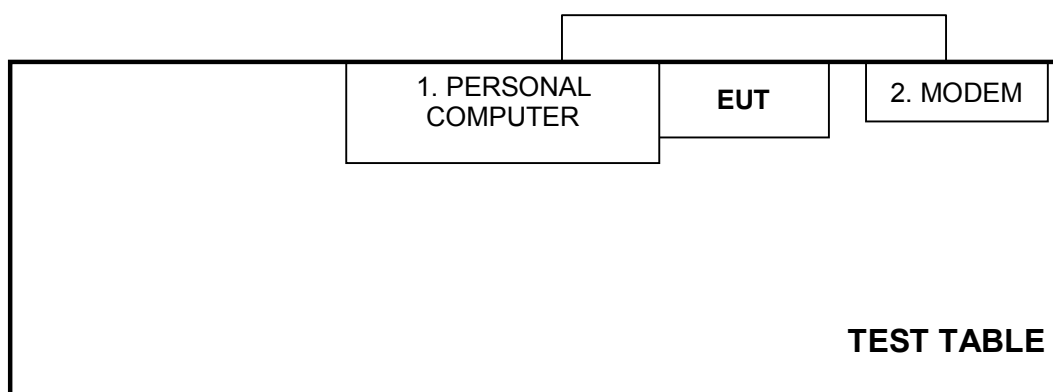 1. PERSONAL
COMPUTER
EUT
2. MODEM
TEST TABLE